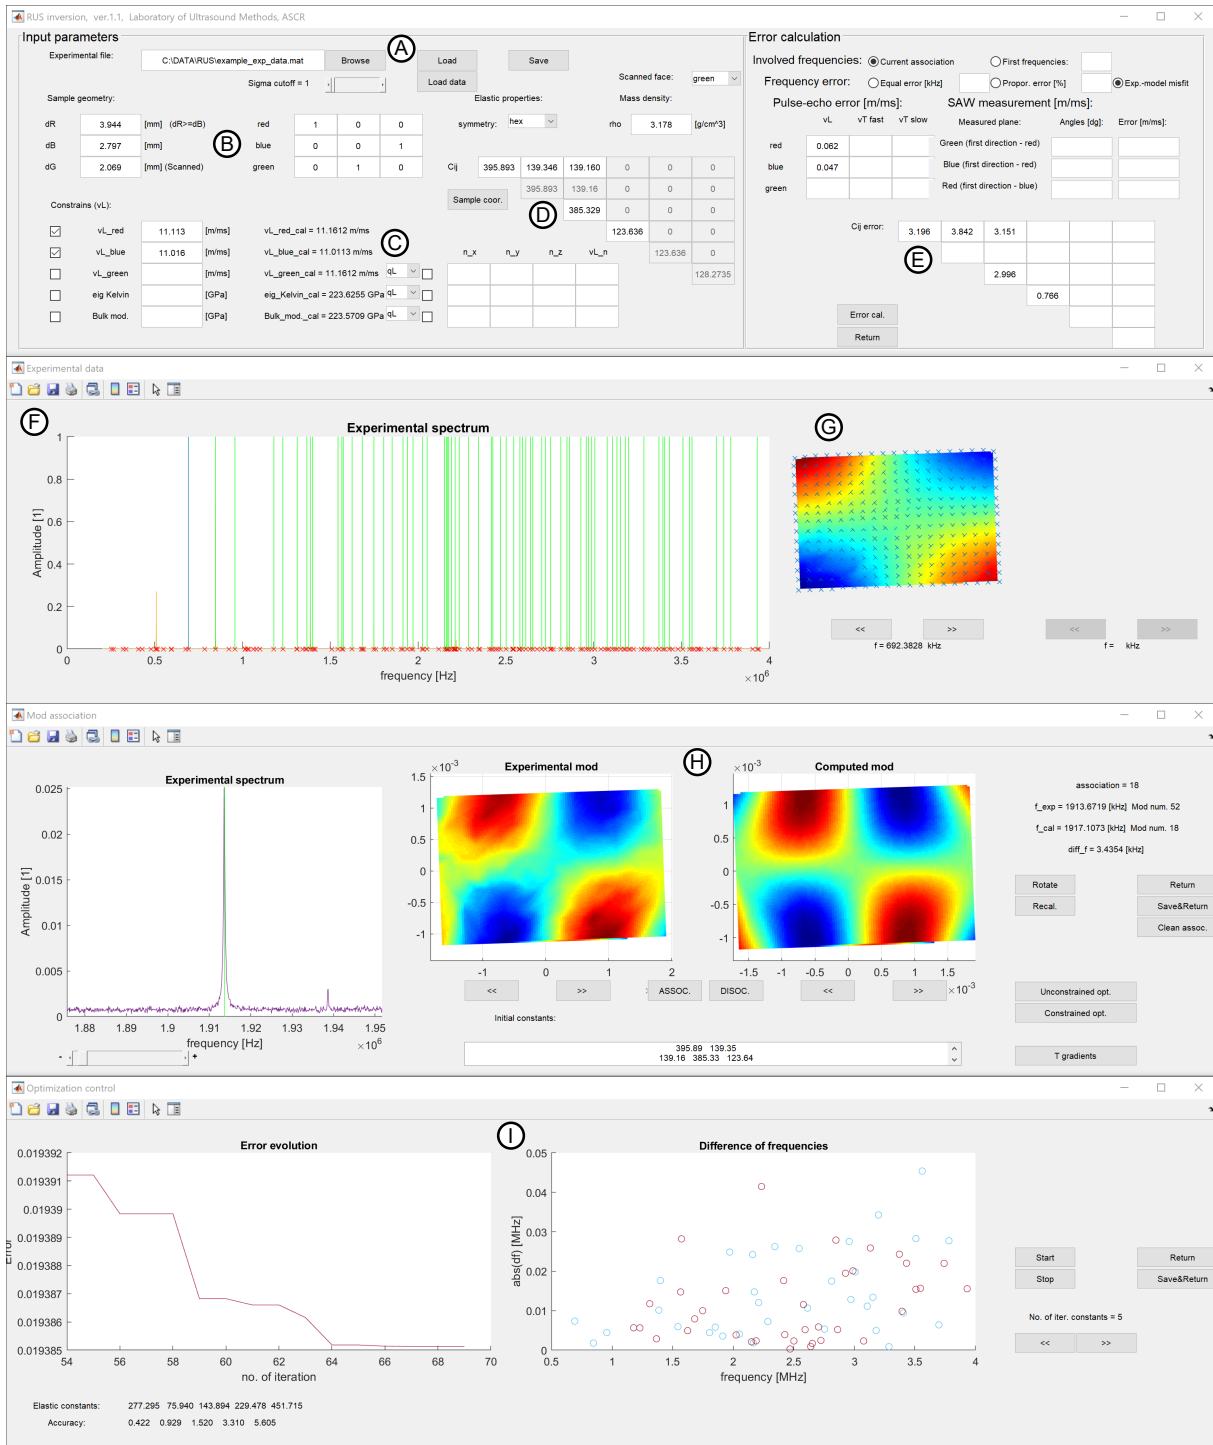 RUS inversion, ver.1.1, Laboratory of Ultrasound Methods, ASCR
Input parameters
Experimental file: C:\DATA\RUS\example_exp_data.mat Browse A Load Save
Sigma cutoff = 1 Load data
Scanned face: green
Sample geometry: Elastic properties: Mass density:
dR 3.944 [mm] (dR>=dB) red 1 0 0 symmetry: hex rho 3.178 [g/cm^3]
dB 2.797 [mm] B blue 0 0 1
dG 2.069 [mm] (Scanned) green 0 1 0 Cij 395.893 139.346 139.160 0 0 0
Sample coor. 395.893 139.16 0 0 0
Constrains (vL): D 385.329 0 0 0
vL_red 11.113 [m/ms] vL_red_cal = 11.1612 m/ms 123.636 0 0
vL_blue 11.016 [m/ms] vL_blue_cal = 11.0113 m/ms C n_x n_y n_z vL_n 123.636 0
vL_green [m/ms] vL_green_cal = 11.1612 m/ms qL 128.2735
eig Kelvin [GPa] eig_Kelvin_cal = 223.6255 GPa qL
Bulk mod. [GPa] Bulk_mod._cal = 223.5709 GPa qL
Error calculation
Involved frequencies: Current association First frequencies:
Frequency error: Equal error [kHz] Propor. error [%] Exp.-model misfit
Pulse-echo error [m/ms]: SAW measurement [m/ms]:
vL vT fast vT slow Measured plane: Angles [dg]: Error [m/ms]:
red 0.062 Green (first direction - red)
blue 0.047 Blue (first direction - red)
green Red (first direction - blue)
Cij error: 3.196 3.842 3.151
E
2.996
0.766
Error cal.
Return
Experimental data
F
Experimental spectrum
G
Amplitude [1]
1
0.8
0.6
0.4
0.2
0
0 0.5 1 1.5 2 2.5 3 3.5 4
frequency [Hz] ×10^6
<< >> << >>
f = 692.3828 kHz f = kHz
Mod association
Experimental spectrum
Amplitude [1]
0.025
0.02
0.015
0.01
0.005
0
1.88 1.89 1.9 1.91 1.92 1.93 1.94 1.95
frequency [Hz] ×10^6
- +
×10^-3 Experimental mod H ×10^-3 Computed mod
1.5
1
0.5
0
-0.5
-1
-1 0 1 2
1
0.5
0
-0.5
-1
-1.5 -1 -0.5 0 0.5 1 1.5
×10^-3
<< >> ASSOC. DISOC. << >>
Initial constants:
395.89 139.35
139.16 385.33 123.64
association = 18
f_exp = 1913.6719 [kHz] Mod num. 52
f_cal = 1917.1073 [kHz] Mod num. 18
diff_f = 3.4354 [kHz]
Rotate Return
Recal. Save&Return
Clean assoc.
Unconstrained opt.
Constrained opt.
T gradients
Optimization control
Error evolution
Error
0.019392
0.019391
0.01939
0.019389
0.019388
0.019387
0.019386
0.019385
54 56 58 60 62 64 66 68 70
no. of iteration
I
Difference of frequencies
abs(df) [MHz]
0.05
0.04
0.03
0.02
0.01
0
0.5 1 1.5 2 2.5 3 3.5 4
frequency [MHz]
Start Return
Stop Save&Return
No. of iter. constants = 5
<< >>
Elastic constants: 277.295 75.940 143.894 229.478 451.715
Accuracy: 0.422 0.929 1.520 3.310 5.605